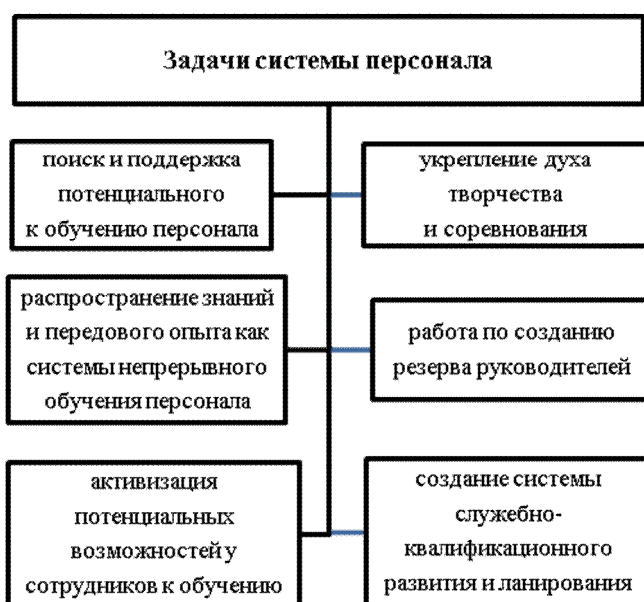 Задачи системы персонала
поиск и поддержка
потенциального
к обучению персонала
укрепление духа
творчества
и соревнования
распространение знаний
и передового опыта как
системы непрерывного
обучения персонала
работа по созданию
резерва руководителей
активизация
потенциальных
возможностей у
сотрудников к обучению
создание системы
служебно-
квалификационного
развития и ланирования